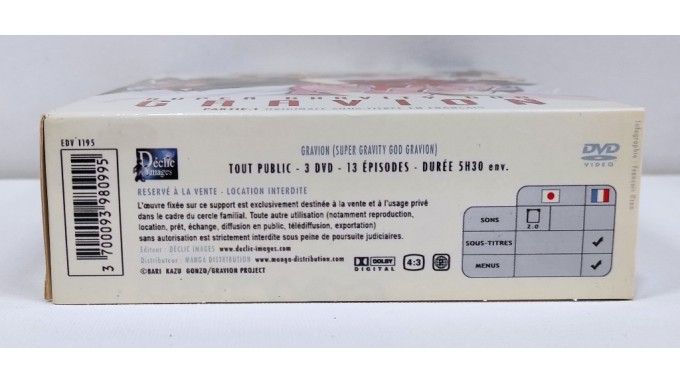 GRAVION
EDV 1195
3 700093 980995
Déclic
Images
GRAVION (SUPER GRAVITY GOD GRAVION)
TOUT PUBLIC - 3 DVD - 13 ÉPISODES - DURÉE 5H30 env.
RESERVÉ À LA VENTE - LOCATION INTERDITE
L'œuvre fixée sur ce support est exclusivement destinée à la vente et à l'usage privé
dans le cadre du cercle familial. Toute autre utilisation (notamment reproduction,
location, prêt, échange, diffusion en public, télédiffusion, exportation)
sans autorisation est strictement interdite sous peine de poursuite judiciaires.
Editeur : DÉCLIC IMAGES www.declic-images.com
Distributeur : MANGA DISTRIBUTION www.manga-distribution.com
©BARI KAZU GONZO/GRAVION PROJECT
DOLBY
DIGITAL
4:3
2
DVD
VIDEO
SONS
2.0
SOUS-TITRES
MENUS